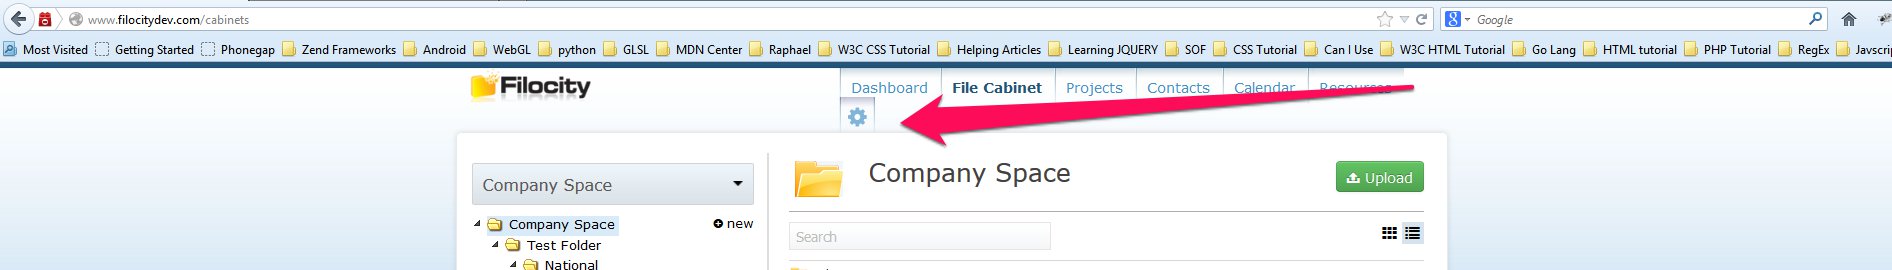 www.filocitydev.com/cabinets
Google
Most Visited Getting Started Phonegap Zend Frameworks Android WebGL python GLSL MDN Center Raphael W3C CSS Tutorial Helping Articles Learning JQUERY SOF CSS Tutorial Can I Use W3C HTML Tutorial Go Lang HTML tutorial PHP Tutorial RegEx Javscrip
Filocity
Dashboard File Cabinet Projects Contacts Calendar Resources
Company Space
Company Space
Upload
Company Space new
Search
Test Folder
National